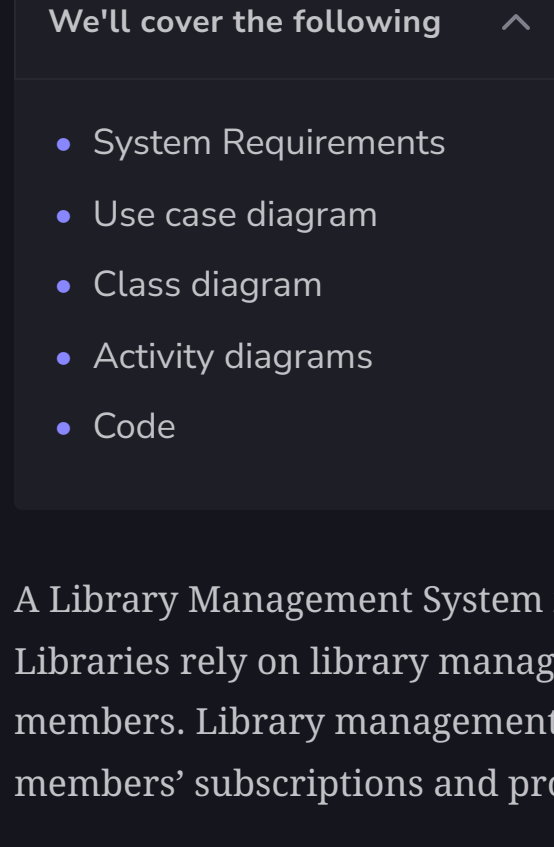 We'll cover the following
System Requirements
Use case diagram
Class diagram
Activity diagrams
Code
A Library Management System
Libraries rely on library manag
members. Library management
members’ subscriptions and pro